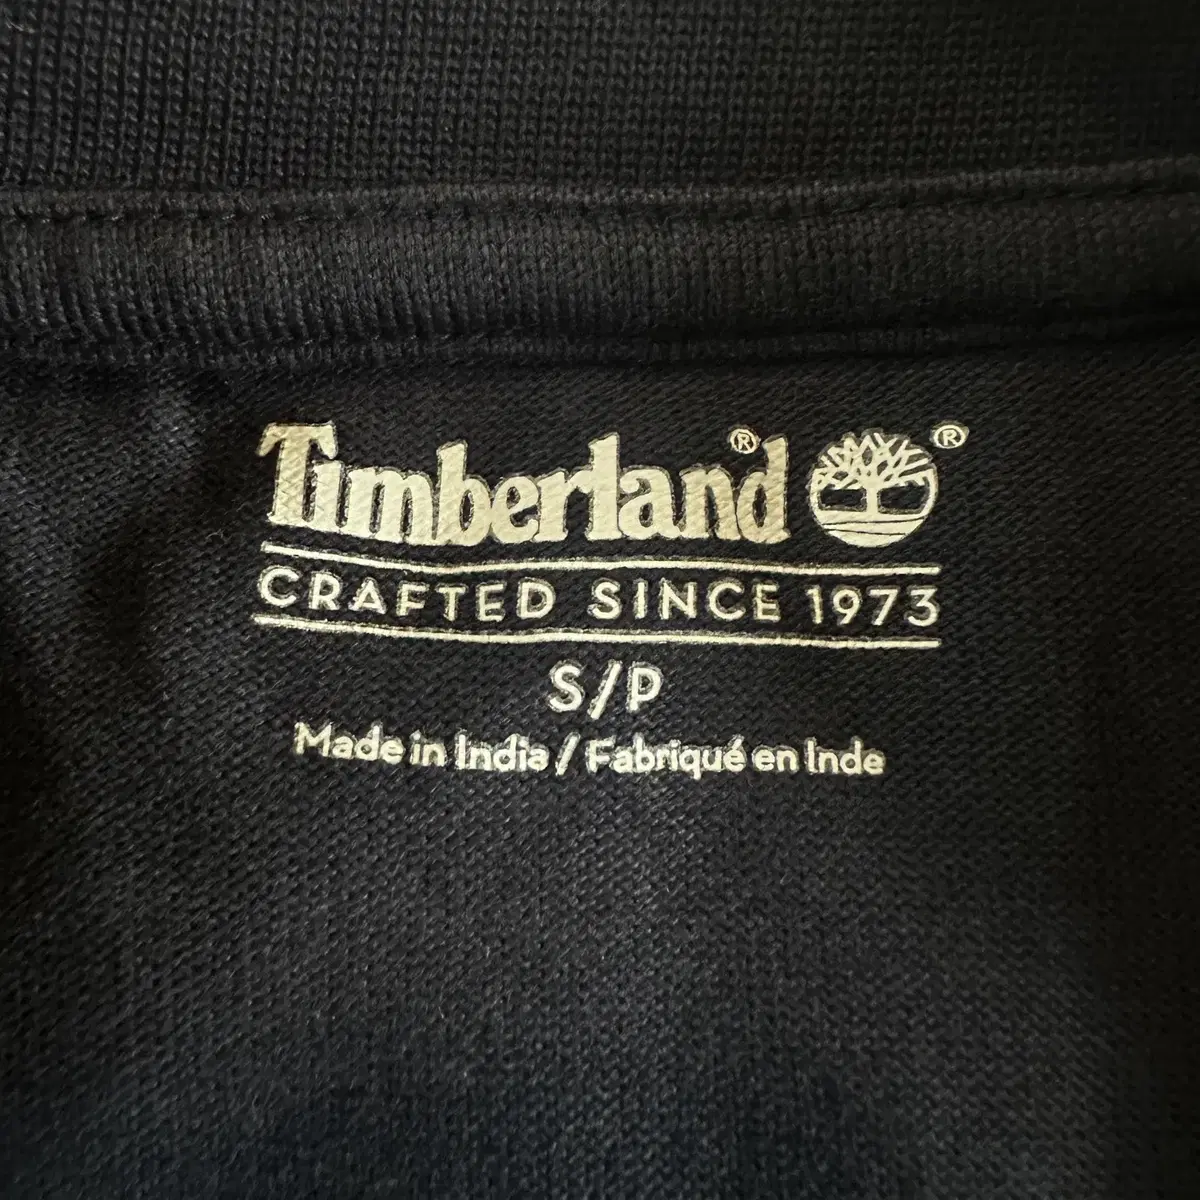 Timberland® ®
CRAFTED SINCE 1973
S/P
Made in India / Fabriqué en Inde